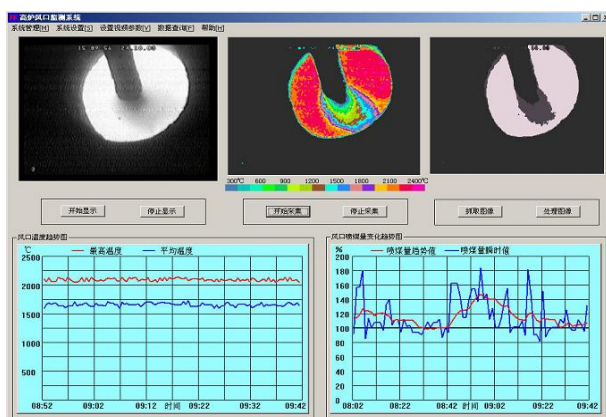 高炉风口监测系统
系统管理[M] 系统设置[S] 设置视频参数[V] 数据查询[F] 帮助[H]
300℃ 600 900 1200 1500 1800 2100 2400℃
开始显示 停止显示 开始采集 停止采集 抓取图像 处理图像
风口温度趋势图
℃ 最高温度 平均温度
2500
2000
1500
1000
500
08:52 09:02 09:12 时间 09:22 09:32 09:42
风口喷煤量变化趋势图
% 喷煤量趋势值 喷煤量瞬时值
200
180
160
140
120
100
80
60
40
20
0
08:02 08:22 08:42 时间 09:02 09:22 09:42